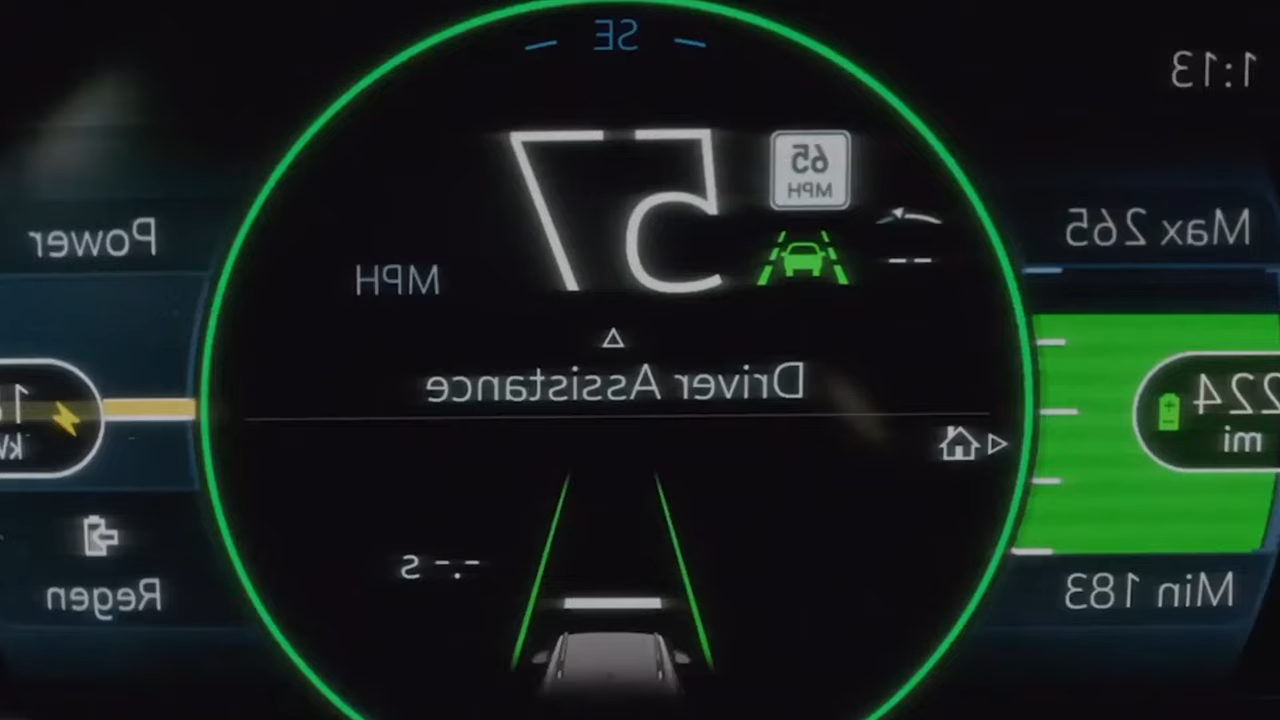 1:13
SE
65
MPH
57
MPH
Max 265
Power
--
Driver Assistance
224
mi
-.- s
Min 183
Regen